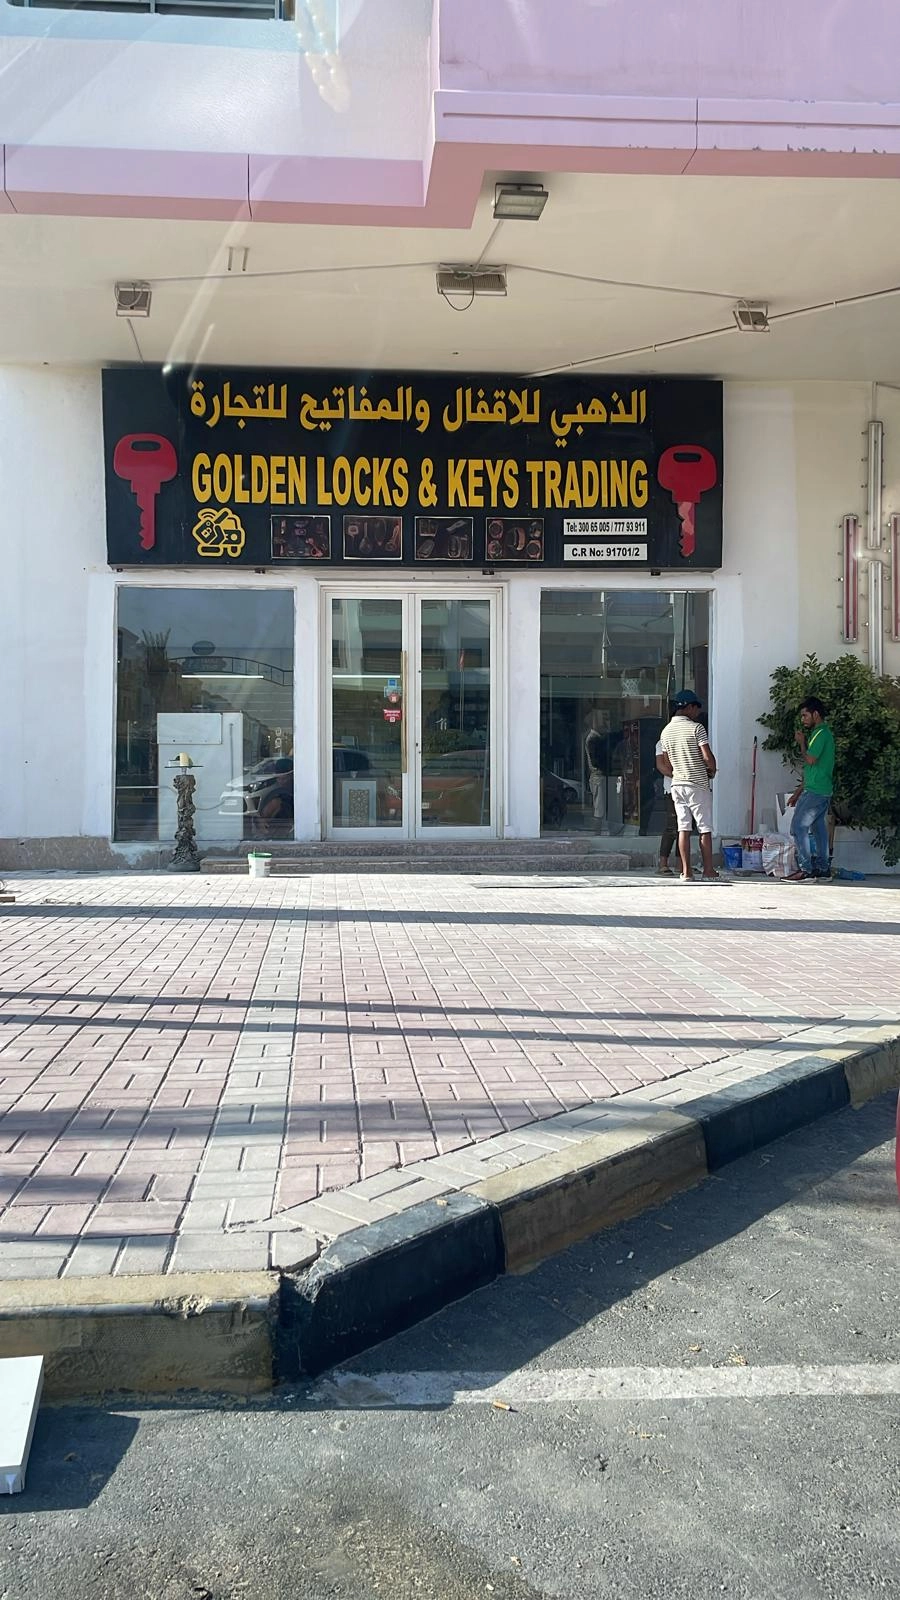 الذهبي للاقفال والمفاتيح للتجارة
GOLDEN LOCKS & KEYS TRADING
Tel: 300 65 005 / 777 93 911
C.R No: 91701/2